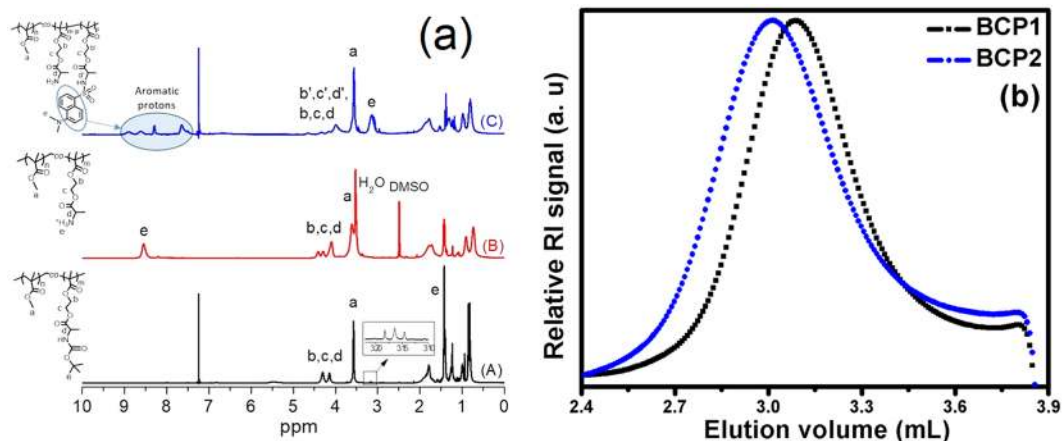 (a)
Aromatic
protons
b', c', d',
b, c, d
a
e
(C)
e
b, c, d
a
H2O
DMSO
(B)
b,c,d
a
e
3.20 3.15 3.10
(A)
10 9 8 7 6 5 4 3 2 1 0
ppm
BCP1
BCP2
(b)
Relative RI signal (a. u)
2.4 2.7 3.0 3.3 3.6 3.9
Elution volume (mL)